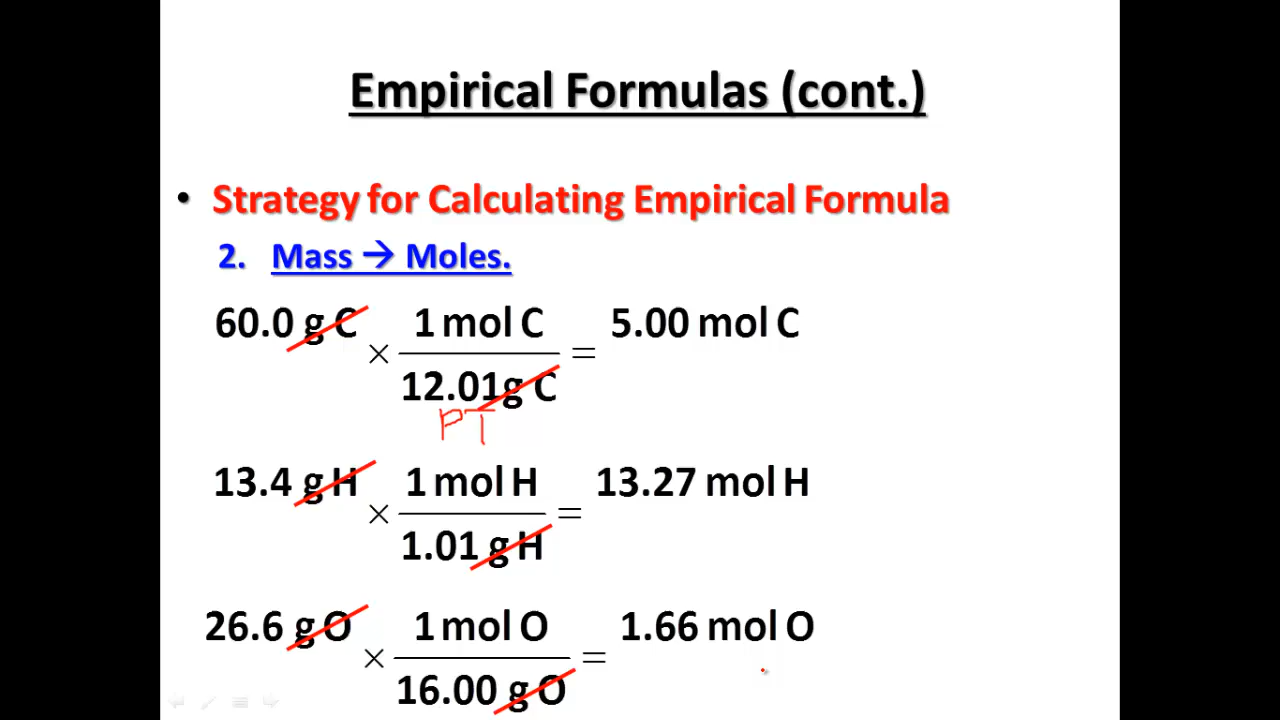 Empirical Formulas (cont.)
• Strategy for Calculating Empirical Formula
2. Mass → Moles.
60.0 g C × 1 mol C / 12.01g C = 5.00 mol C
PT
13.4 g H × 1 mol H / 1.01 g H = 13.27 mol H
26.6 g O × 1 mol O / 16.00 g O = 1.66 mol O